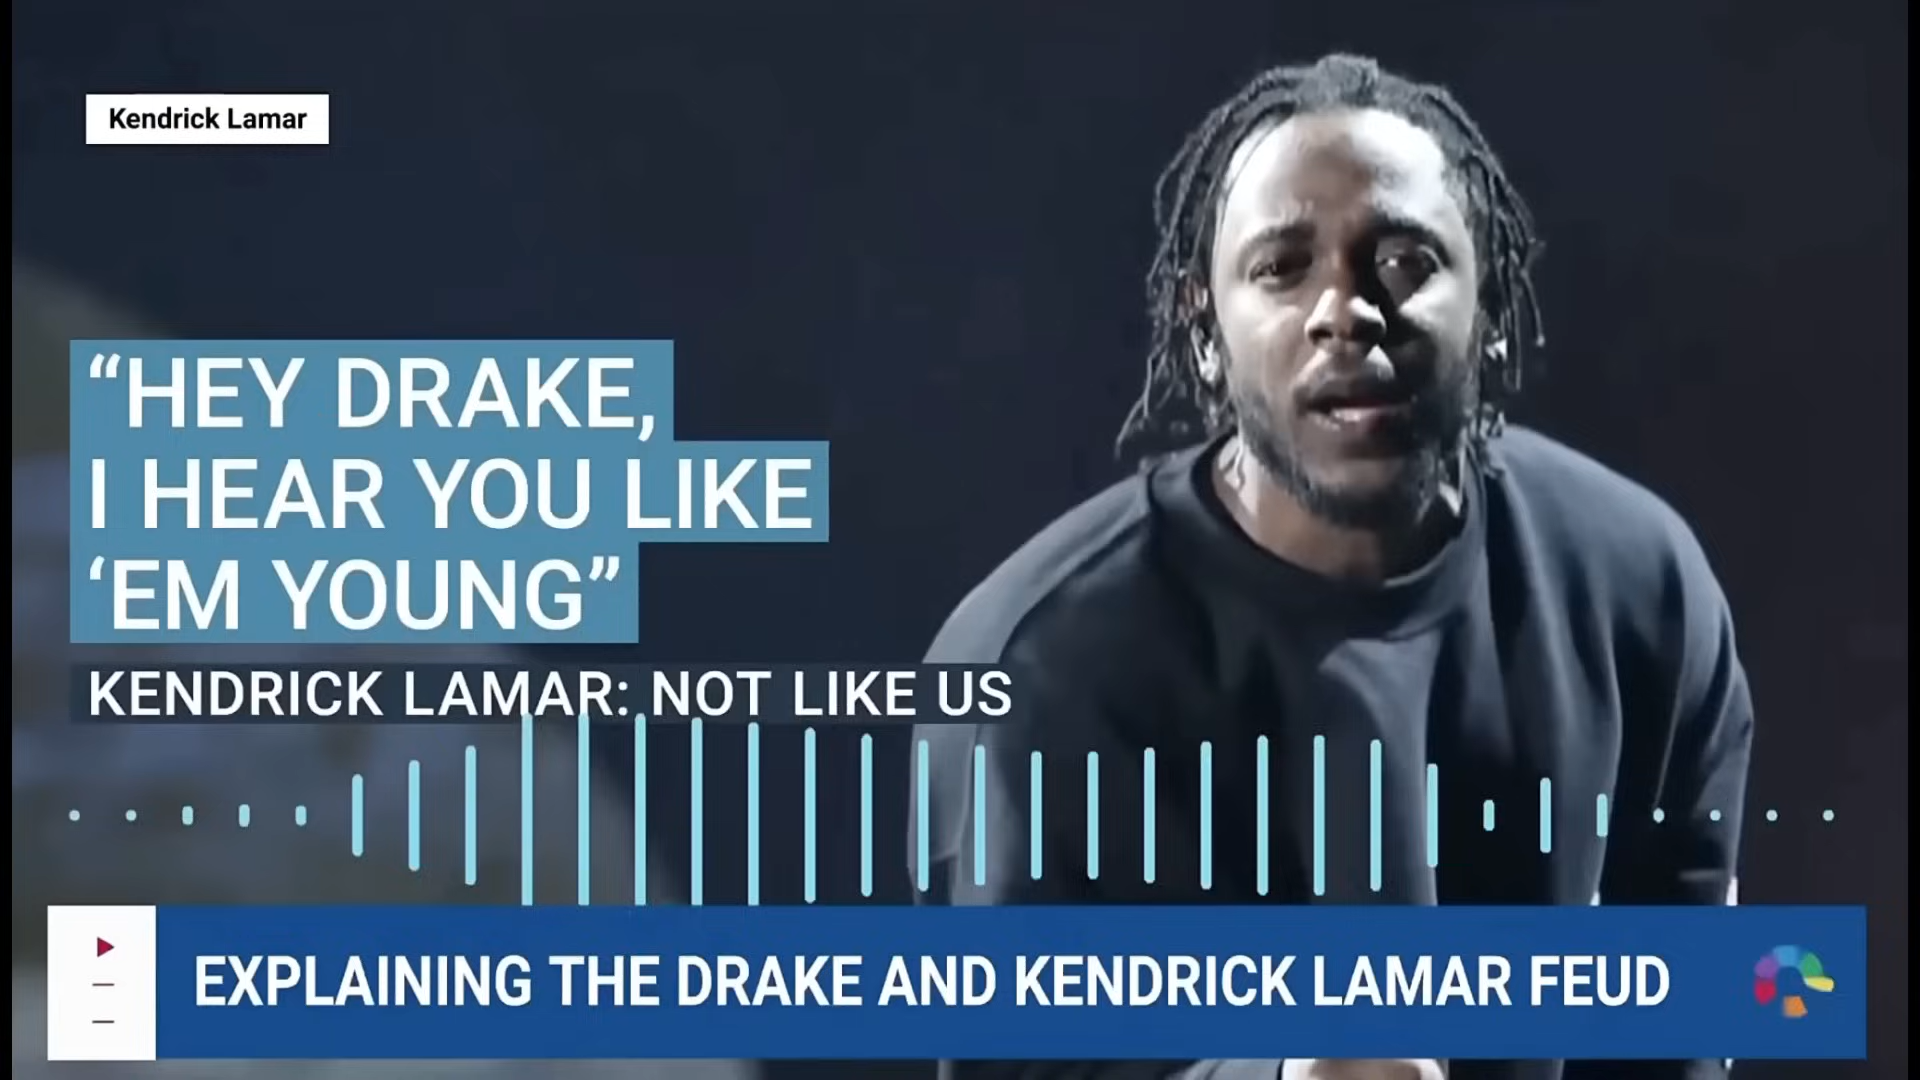 Kendrick Lamar
“HEY DRAKE,
I HEAR YOU LIKE
‘EM YOUNG”
KENDRICK LAMAR: NOT LIKE US
EXPLAINING THE DRAKE AND KENDRICK LAMAR FEUD